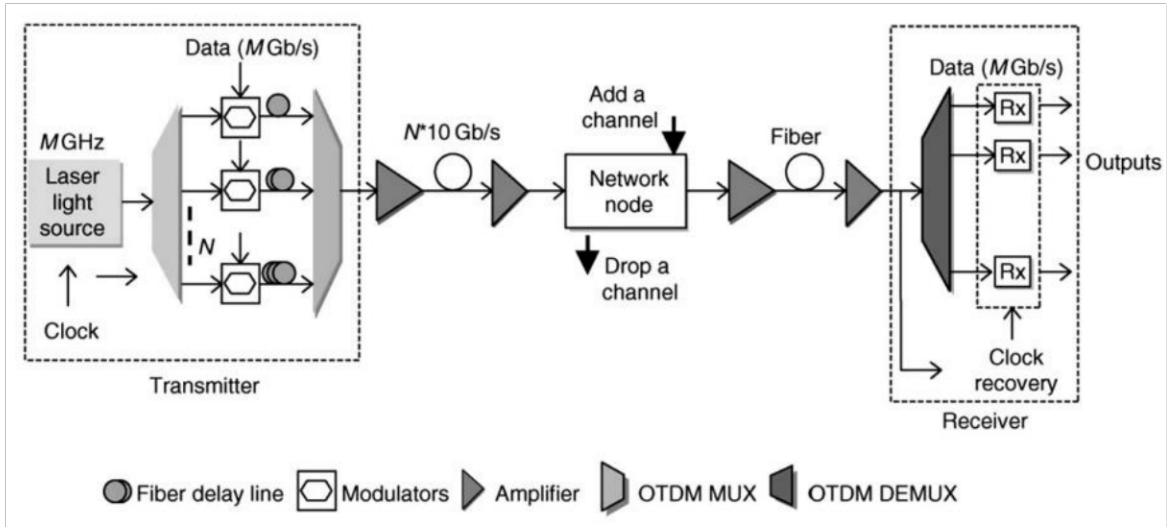 Data (M Gb/s)
M GHz
Laser
light
source
N
Clock
Transmitter
N*10 Gb/s
Add a
channel
Network
node
Drop a
channel
Fiber
Data (M Gb/s)
Rx
Rx
Rx
Outputs
Clock
recovery
Receiver
Fiber delay line
Modulators
Amplifier
OTDM MUX
OTDM DEMUX